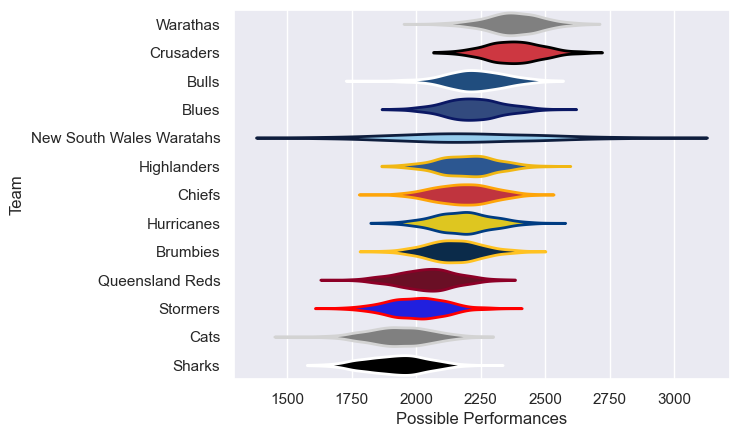 Warathas
Crusaders
Bulls
Blues
New South Wales Waratahs
Highlanders
Chiefs
Hurricanes
Brumbies
Queensland Reds
Stormers
Cats
Sharks
Team
1500 1750 2000 2250 2500 2750 3000
Possible Performances